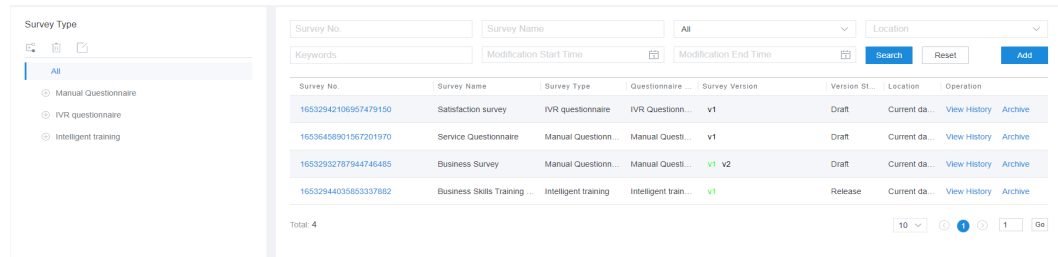 Survey Type
All
Manual Questionnaire
IVR questionnaire
Intelligent training
Survey No.
Survey Name
All
Location
Keywords
Modification Start Time
Modification End Time
Search
Reset
Add
Survey No. Survey Name Survey Type Questionnaire ... Survey Version Version St... Location Operation
16532942106957479150 Satisfaction survey IVR questionnaire IVR Questionn... v1 Draft Current da... View History Archive
16536458901567201970 Service Questionnaire Manual Questionn... Manual Questi... v1 Draft Current da... View History Archive
16532932787944746485 Business Survey Manual Questionn... Manual Questi... v1 v2 Draft Current da... View History Archive
16532944035853337882 Business Skills Training ... Intelligent training Intelligent train... v1 Release Current da... View History Archive
Total: 4
10 1 1 Go